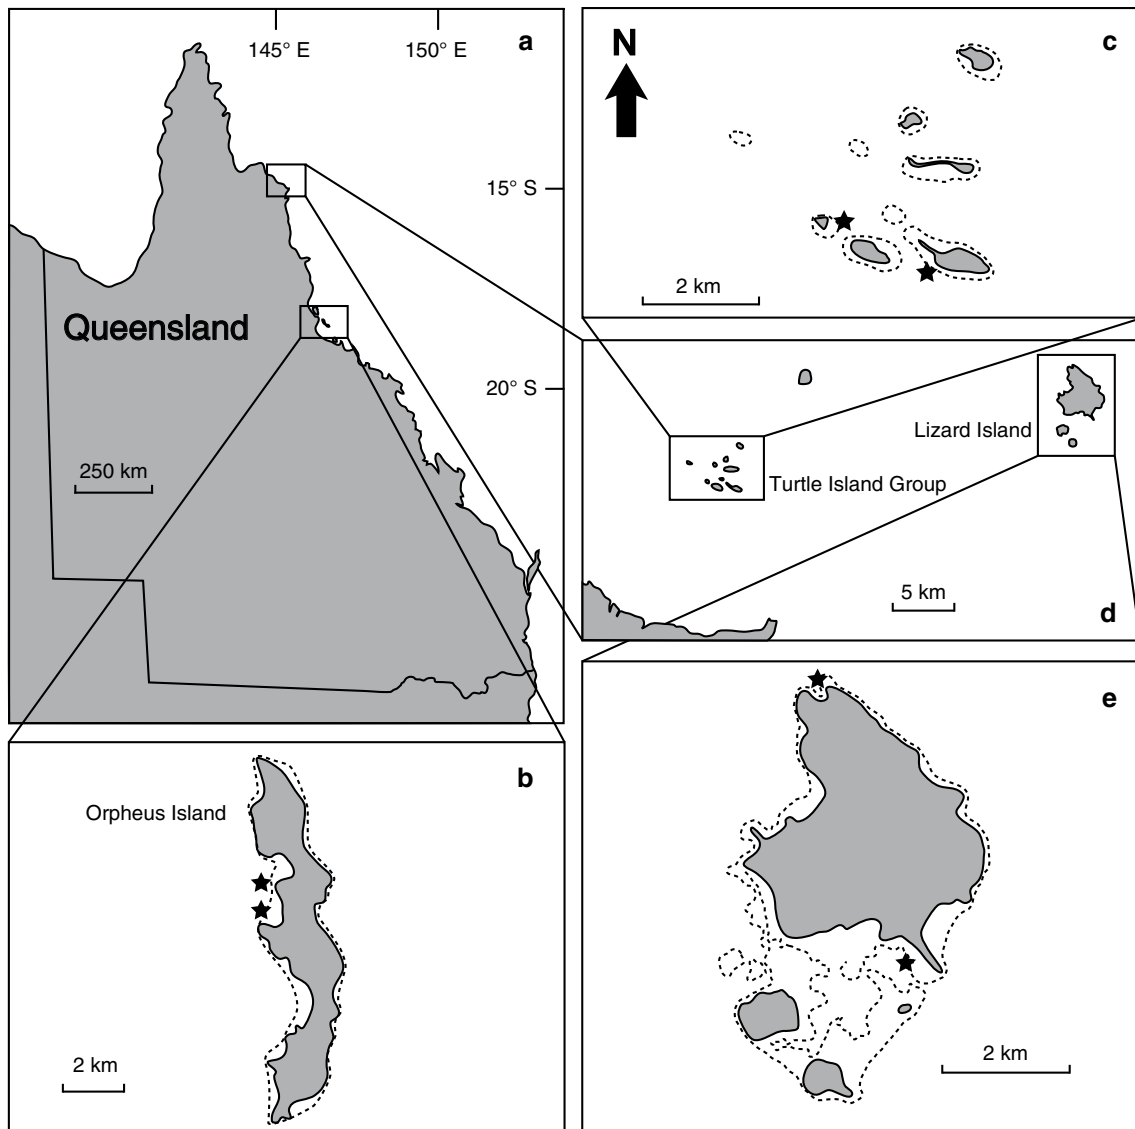 145° E
150° E
a
15° S
20° S
Queensland
250 km
N
c
2 km
Lizard Island
Turtle Island Group
5 km
d
b
Orpheus Island
2 km
e
2 km